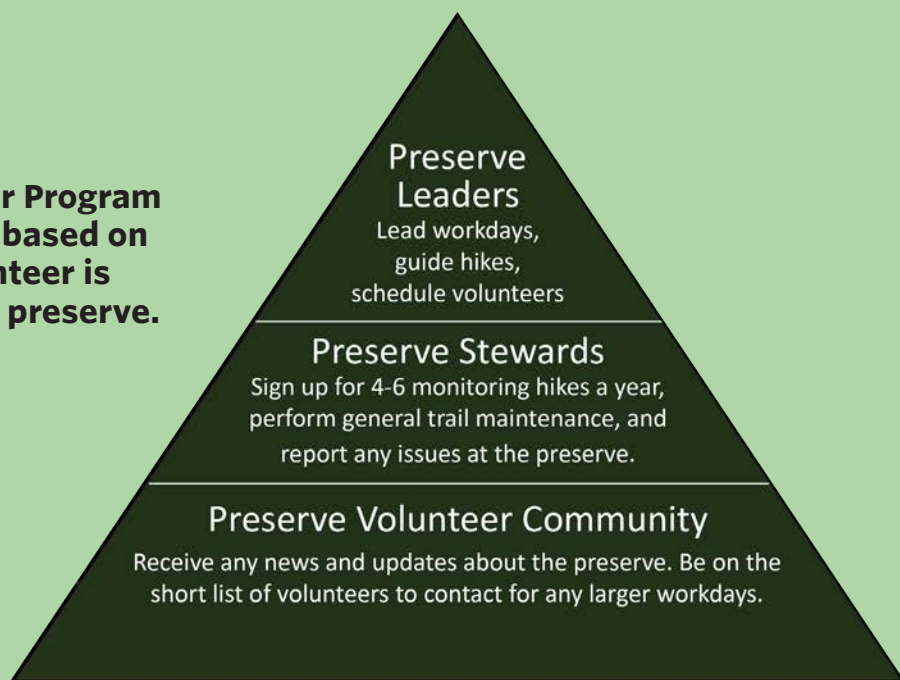 r Program
based on
nteer is
preserve.
Preserve
Leaders
Lead workdays,
guide hikes,
schedule volunteers
Preserve Stewards
Sign up for 4-6 monitoring hikes a year,
perform general trail maintenance, and
report any issues at the preserve.
Preserve Volunteer Community
Receive any news and updates about the preserve. Be on the
short list of volunteers to contact for any larger workdays.